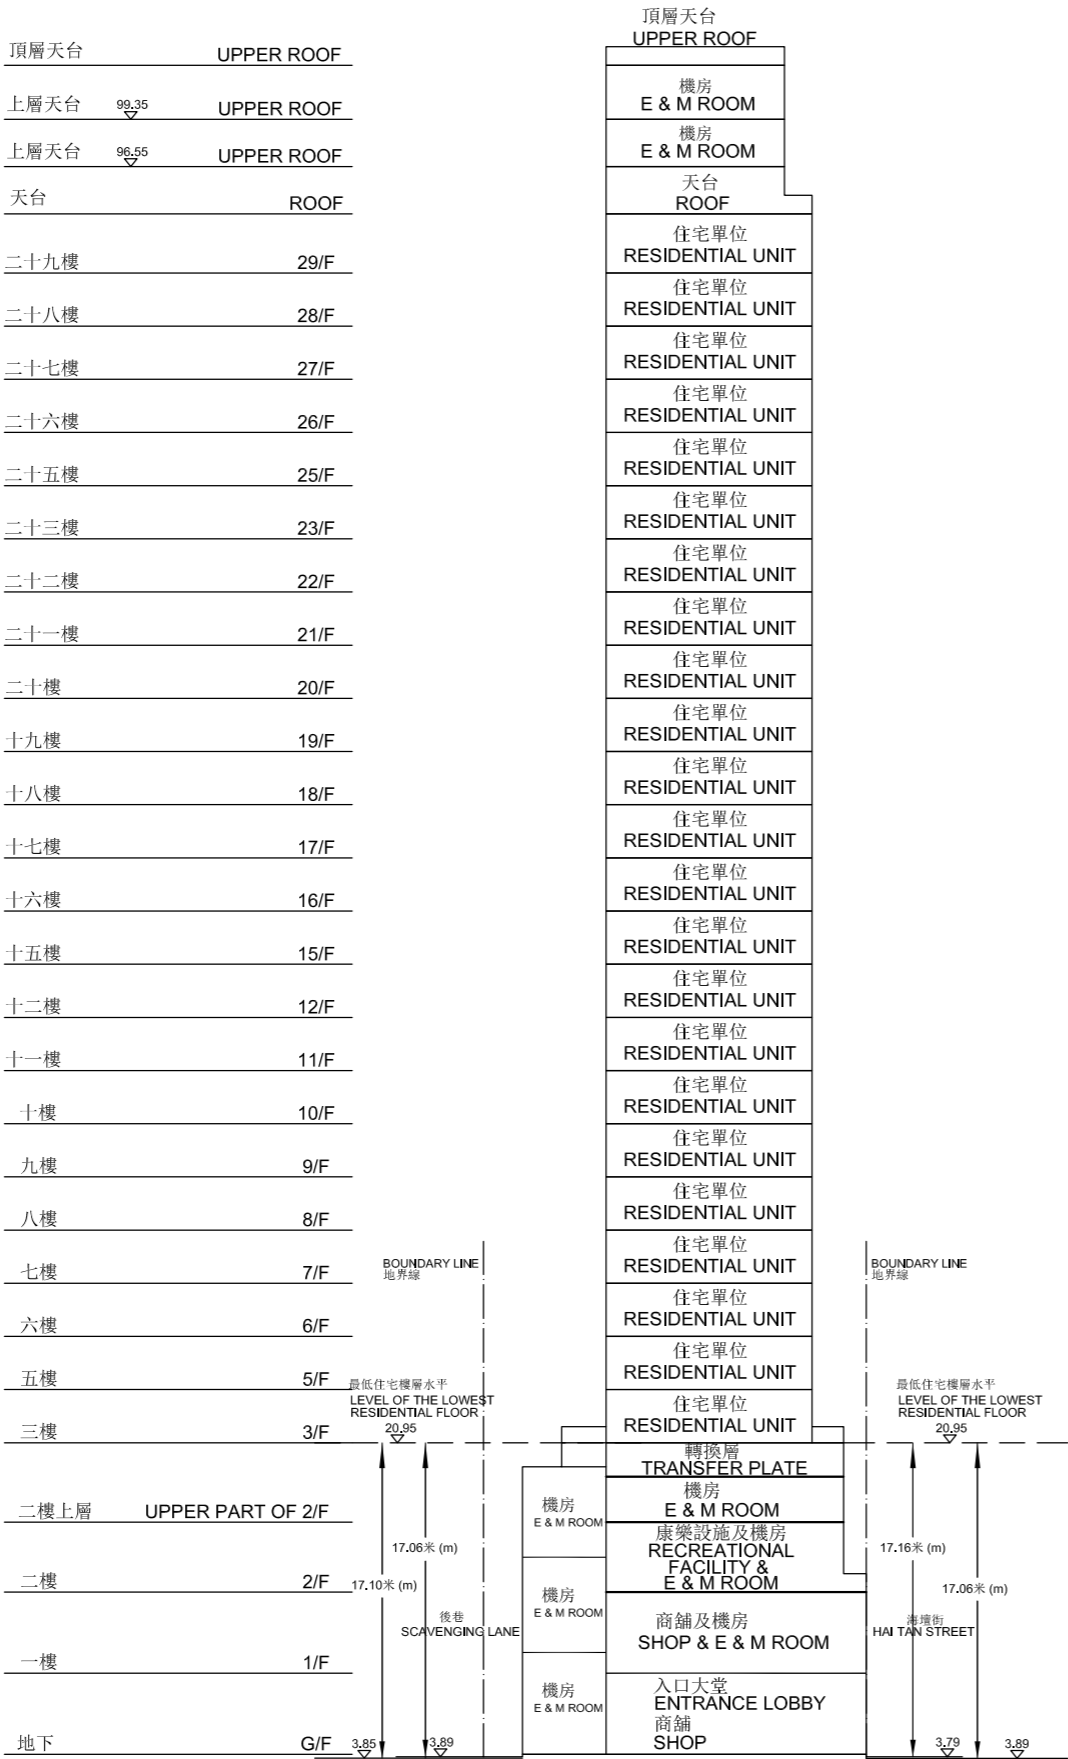 頂層天台
UPPER ROOF
頂層天台 UPPER ROOF
機房
E & M ROOM
上層天台 99.35 UPPER ROOF
機房
E & M ROOM
上層天台 96.55 UPPER ROOF
天台
ROOF
天台 ROOF
住宅單位
RESIDENTIAL UNIT
二十九樓 29/F
住宅單位
RESIDENTIAL UNIT
二十八樓 28/F
住宅單位
RESIDENTIAL UNIT
二十七樓 27/F
住宅單位
RESIDENTIAL UNIT
二十六樓 26/F
住宅單位
RESIDENTIAL UNIT
二十五樓 25/F
住宅單位
RESIDENTIAL UNIT
二十三樓 23/F
住宅單位
RESIDENTIAL UNIT
二十二樓 22/F
住宅單位
RESIDENTIAL UNIT
二十一樓 21/F
住宅單位
RESIDENTIAL UNIT
二十樓 20/F
住宅單位
RESIDENTIAL UNIT
十九樓 19/F
住宅單位
RESIDENTIAL UNIT
十八樓 18/F
住宅單位
RESIDENTIAL UNIT
十七樓 17/F
住宅單位
RESIDENTIAL UNIT
十六樓 16/F
住宅單位
RESIDENTIAL UNIT
十五樓 15/F
住宅單位
RESIDENTIAL UNIT
十二樓 12/F
住宅單位
RESIDENTIAL UNIT
十一樓 11/F
住宅單位
RESIDENTIAL UNIT
十樓 10/F
住宅單位
RESIDENTIAL UNIT
九樓 9/F
住宅單位
RESIDENTIAL UNIT
八樓 8/F
住宅單位
RESIDENTIAL UNIT
七樓 7/F
BOUNDARY LINE
地界線
BOUNDARY LINE
地界線
住宅單位
RESIDENTIAL UNIT
六樓 6/F
住宅單位
RESIDENTIAL UNIT
五樓 5/F
最低住宅樓層水平
LEVEL OF THE LOWEST
RESIDENTIAL FLOOR
20.95
住宅單位
RESIDENTIAL UNIT
最低住宅樓層水平
LEVEL OF THE LOWEST
RESIDENTIAL FLOOR
20.95
三樓 3/F
轉換層
TRANSFER PLATE
機房
E & M ROOM
機房
E & M ROOM
二樓上層 UPPER PART OF 2/F
康樂設施及機房
RECREATIONAL
FACILITY &
E & M ROOM
17.06米 (m)
17.16米 (m)
二樓 2/F
17.10米 (m)
機房
E & M ROOM
17.06米 (m)
後巷
SCAVENGING LANE
商舖及機房
SHOP & E & M ROOM
海壇街
HAI TAN STREET
一樓 1/F
機房
E & M ROOM
入口大堂
ENTRANCE LOBBY
商舖
SHOP
地下 G/F
3.85
3.89
3.79
3.89